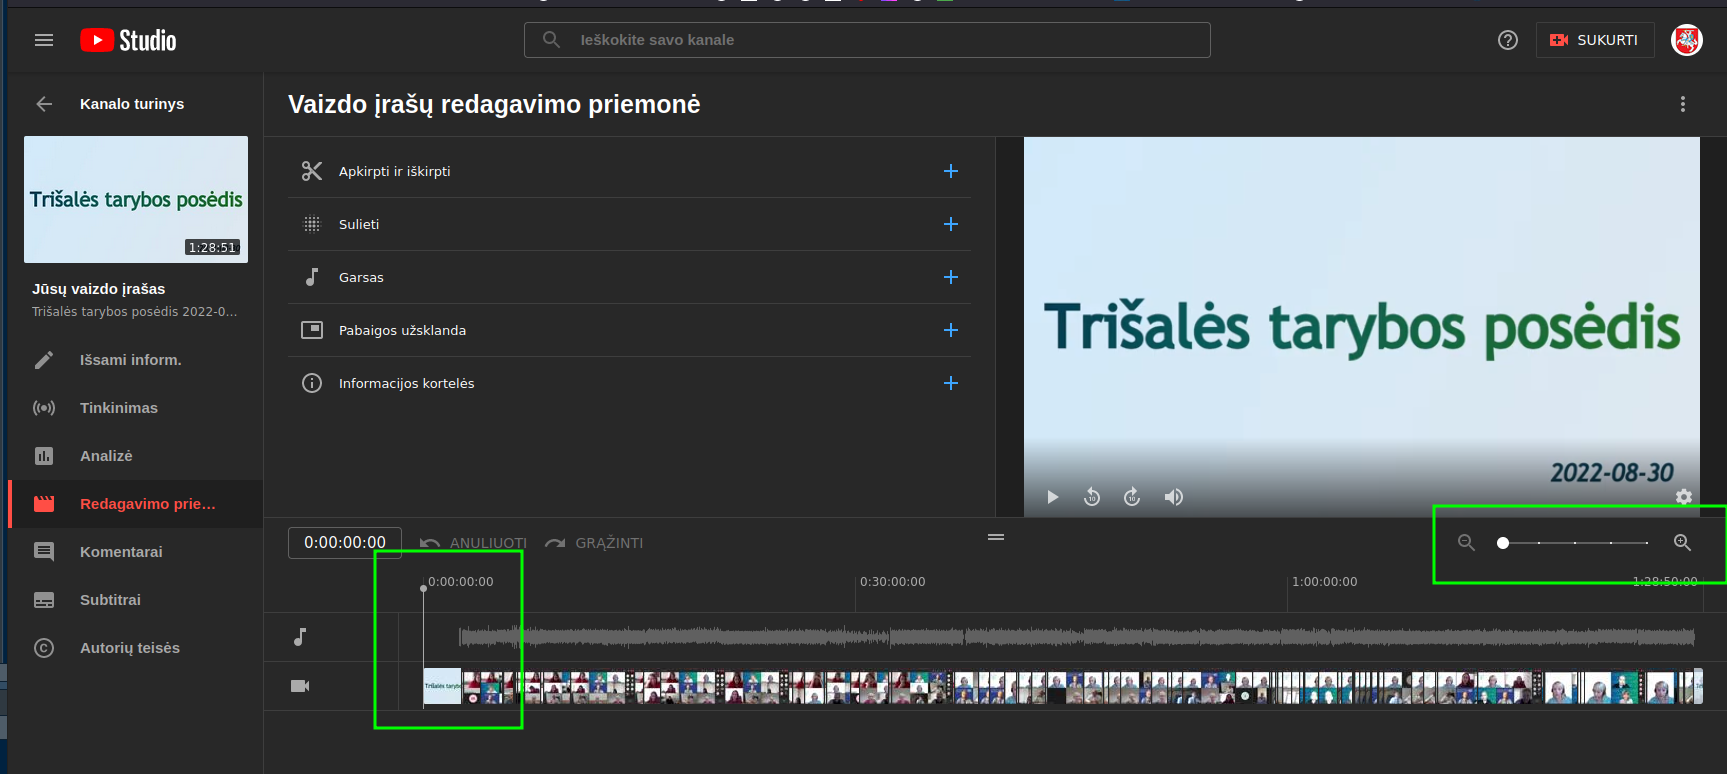 Studio
Ieškokite savo kanale
SUKURTI
Kanalo turinys
Vaizdo įrašų redagavimo priemonė
Trišalės tarybos posėdis
1:28:51
Jūsų vaizdo įrašas
Trišalės tarybos posėdis 2022-0...
Išsami inform.
Tinkinimas
Analizė
Redagavimo prie...
Komentarai
Subtitrai
Autorių teisės
Apkirpti ir iškirpti
Sulieti
Garsas
Pabaigos užsklanda
Informacijos kortelės
Trišalės tarybos posėdis
2022-08-30
10
10
0:00:00:00
ANULIUOTI
GRĄŽINTI
0:00:00:00
0:30:00:00
1:00:00:00
1:28:50:00